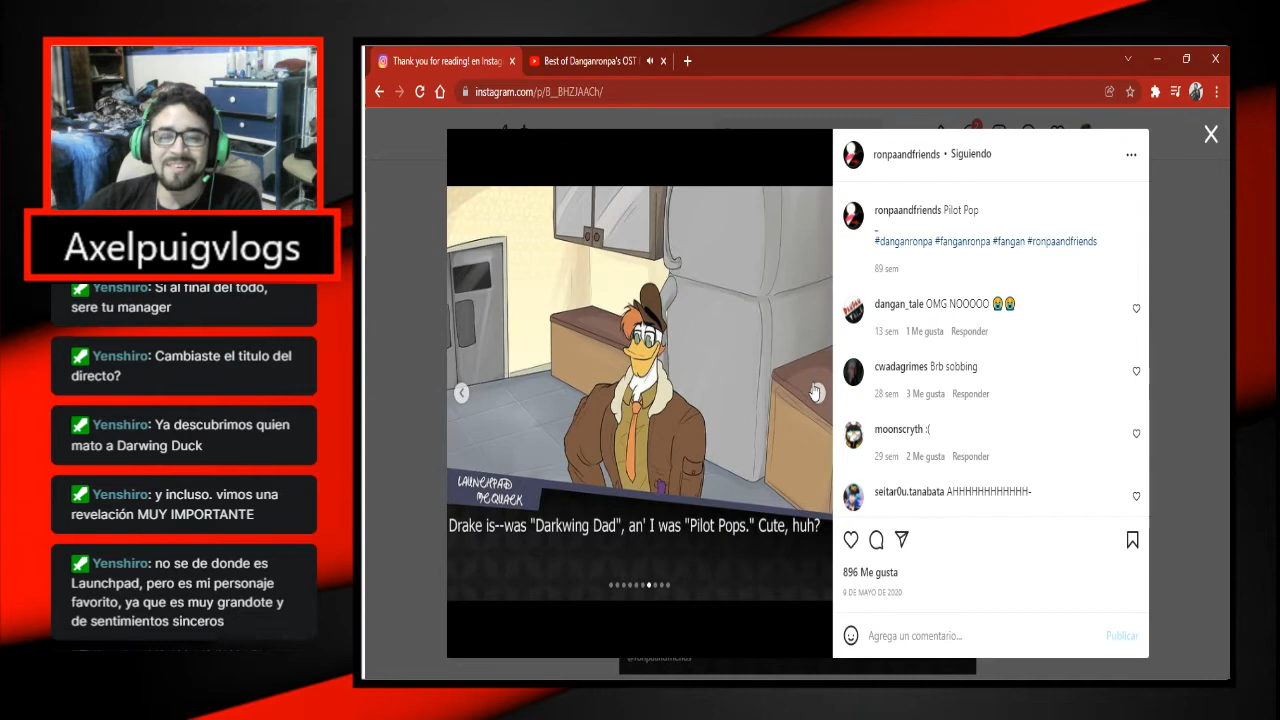 Axelpuigvlogs
Yenshiro: Si al final del todo,
sere tu manager
Yenshiro: Cambiaste el titulo del
directo?
Yenshiro: Ya descubrimos quien
mato a Darwing Duck
Yenshiro: y incluso. vimos una
revelación MUY IMPORTANTE
Yenshiro: no se de donde es
Launchpad, pero es mi personaje
favorito, ya que es muy grandote y
de sentimientos sinceros
Thank you for reading! en Instag
Best of Danganronpa's OST
instagram.com/p/B__BHZJAACh/
LAUNCHPAD
MCQUACK
Drake is--was "Darkwing Dad", an' I was "Pilot Pops." Cute, huh?
ronpaandfriends • Siguiendo
ronpaandfriends Pilot Pop
_
#danganronpa #fanganronpa #fangan #ronpaandfriends
89 sem
dangan_tale OMG NOOOOO 😭😭
13 sem 1 Me gusta Responder
cwadagrimes Brb sobbing
28 sem 3 Me gusta Responder
moonscryth :(
29 sem 2 Me gusta Responder
seitar0u.tanabata AHHHHHHHHHHHH-
896 Me gusta
9 DE MAYO DE 2020
Agrega un comentario...
Publicar